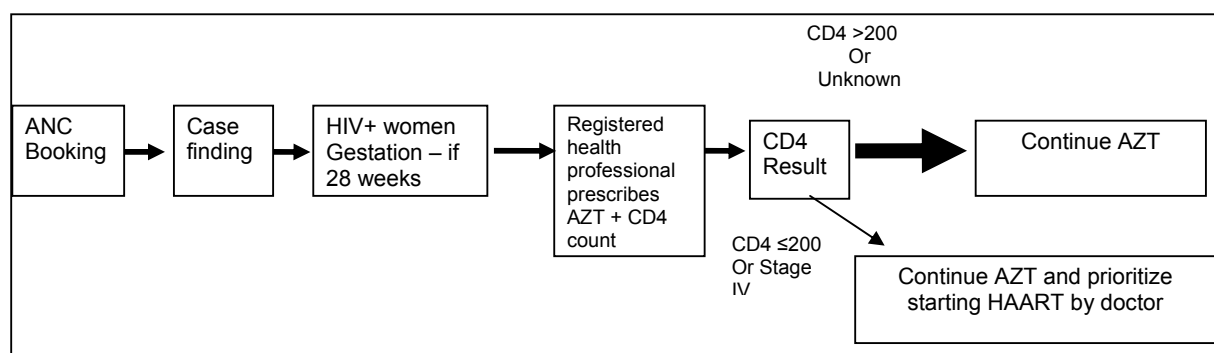 CD4 >200
Or
Unknown
ANC
Booking
Case
finding
HIV+ women
Gestation – if
28 weeks
Registered
health
professional
prescribes
AZT + CD4
count
CD4
Result
Continue AZT
CD4 ≤200
Or Stage
IV
Continue AZT and prioritize
starting HAART by doctor